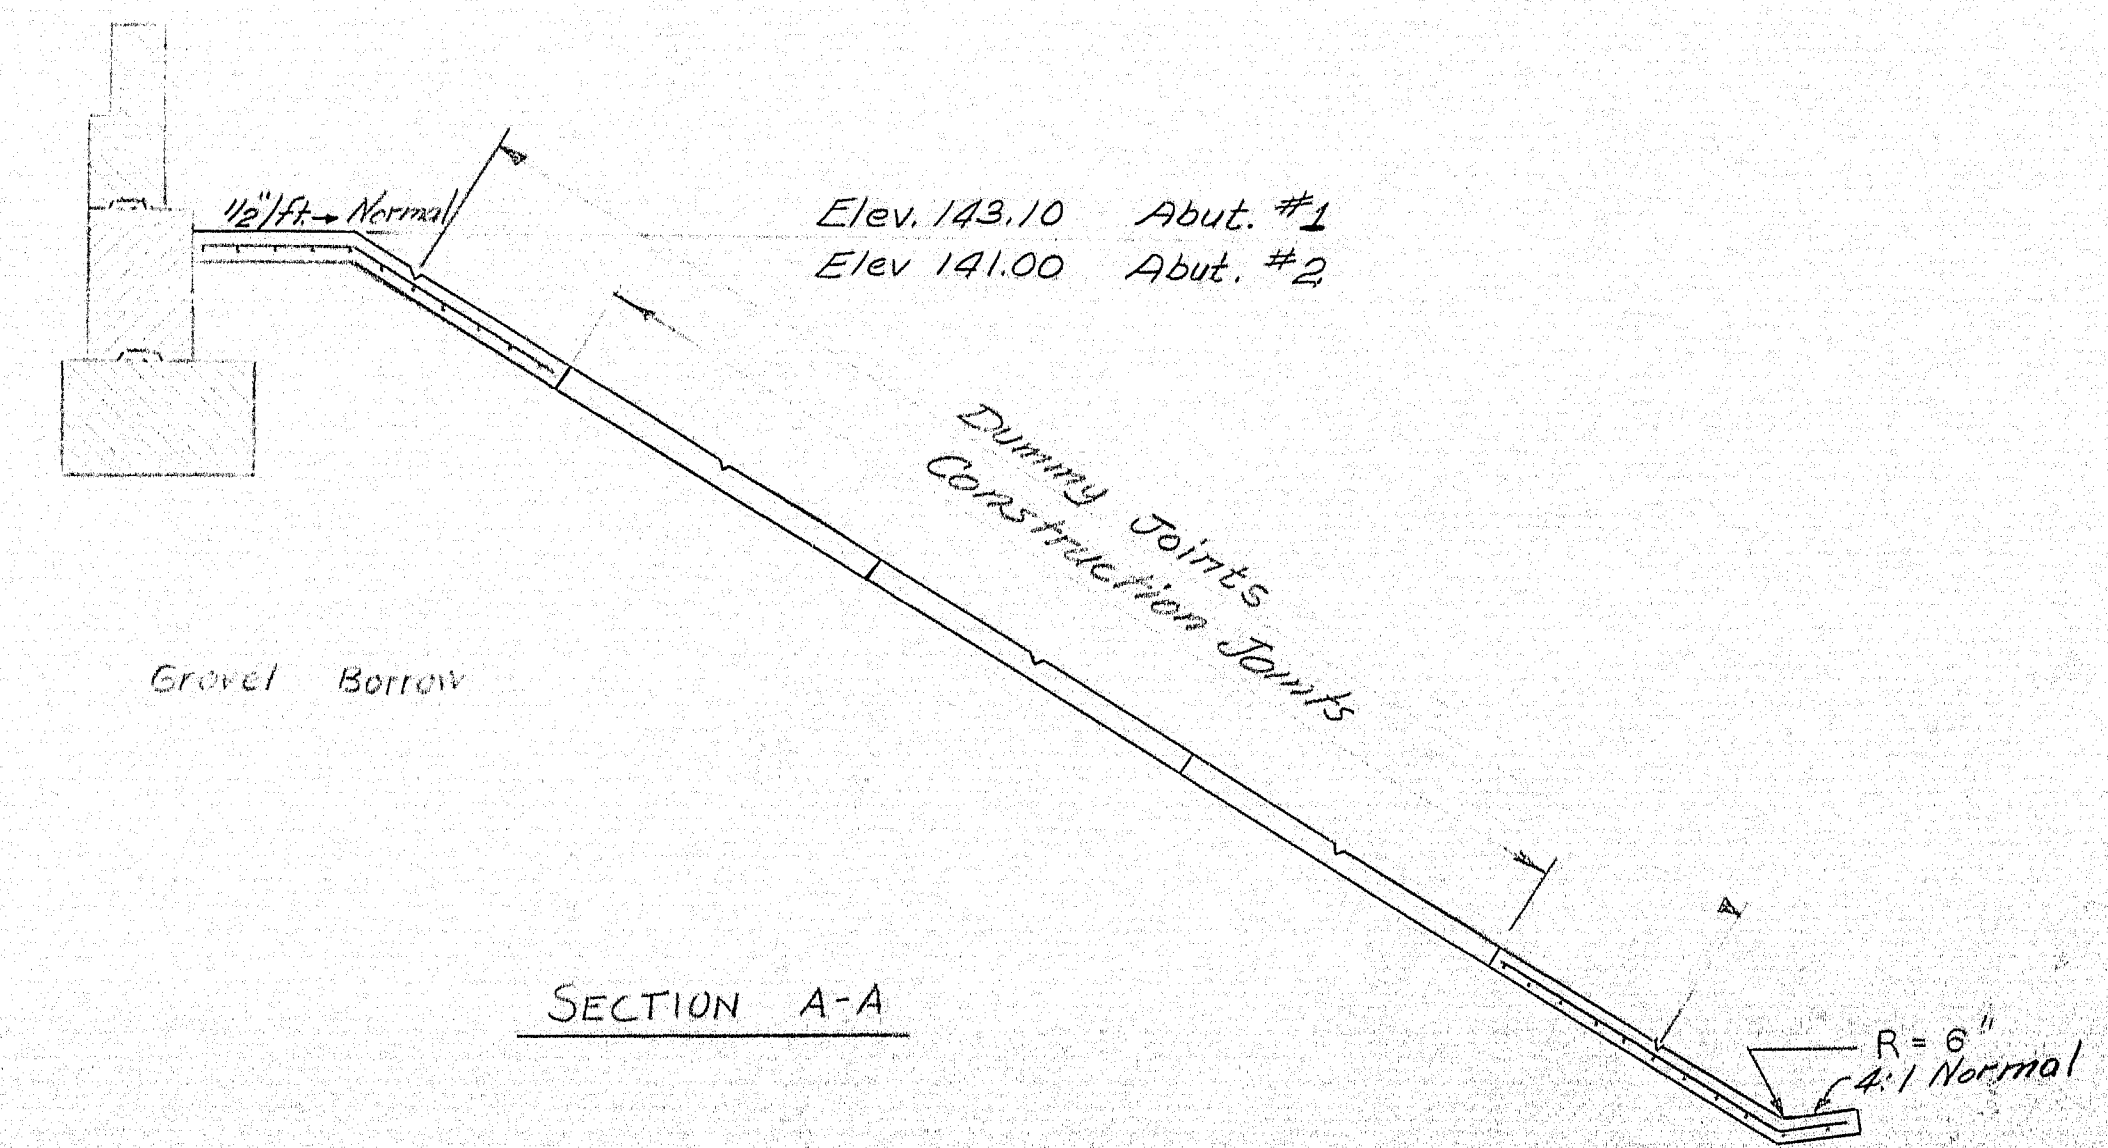 1/2"/ft. → Normal
Elev. 143.10 Abut. #1
Elev 141.00 Abut. #2
Dummy Joints
Construction Joints
Gravel Borrow
SECTION A-A
R = 6"
4:1 Normal